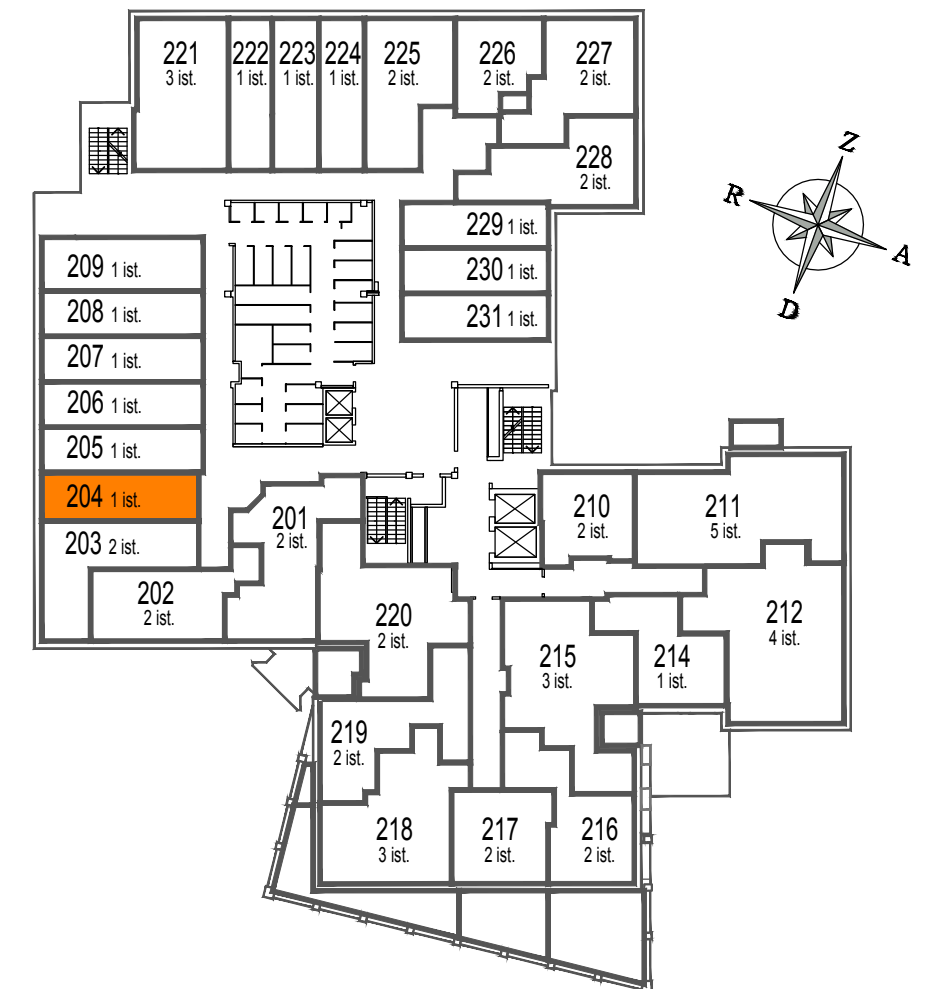 221
3 ist.
222
1 ist.
223
1 ist.
224
1 ist.
225
2 ist.
226
2 ist.
227
2 ist.
228
2 ist.
229 1 ist.
230 1 ist.
231 1 ist.
Z
R
A
D
209 1 ist.
208 1 ist.
207 1 ist.
206 1 ist.
205 1 ist.
204 1 ist.
203 2 ist.
202
2 ist.
201
2 ist.
210
2 ist.
211
5 ist.
212
4 ist.
220
2 ist.
215
3 ist.
214
1 ist.
219
2 ist.
218
3 ist.
217
2 ist.
216
2 ist.